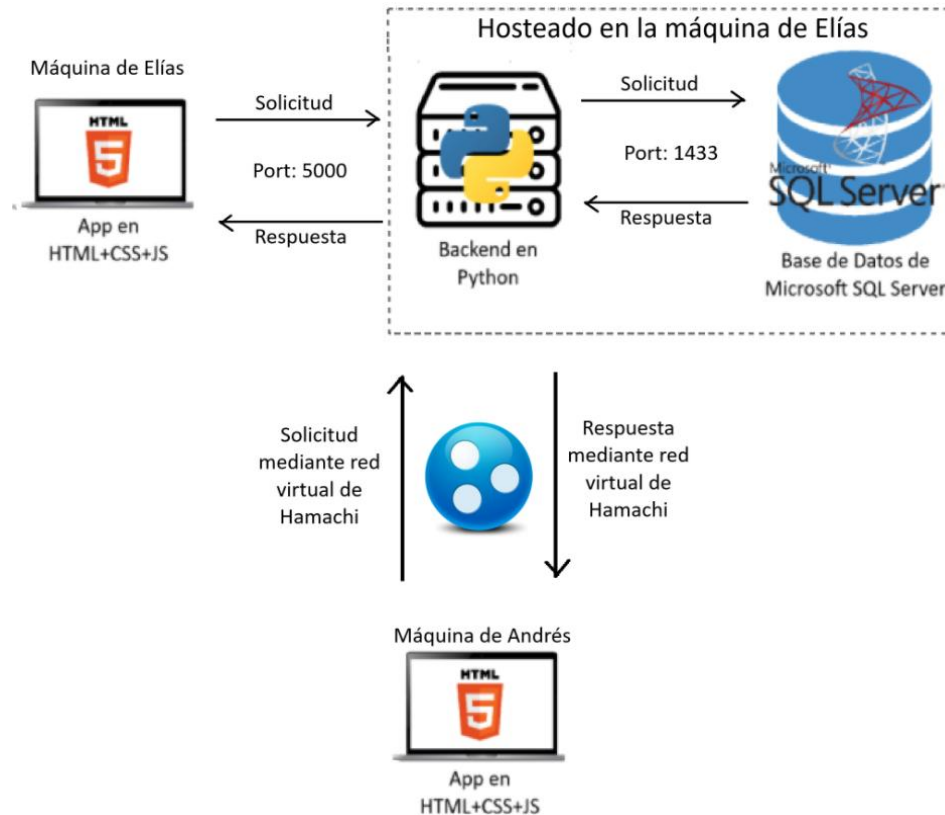 Hosteado en la máquina de Elías
Máquina de Elías
HTML
5
App en
HTML+CSS+JS
Solicitud
Port: 5000
Respuesta
Backend en
Python
Solicitud
Port: 1433
Respuesta
Microsoft
SQL Server
Base de Datos de
Microsoft SQL Server
Solicitud
mediante red
virtual de
Hamachi
Respuesta
mediante red
virtual de
Hamachi
Máquina de Andrés
HTML
5
App en
HTML+CSS+JS